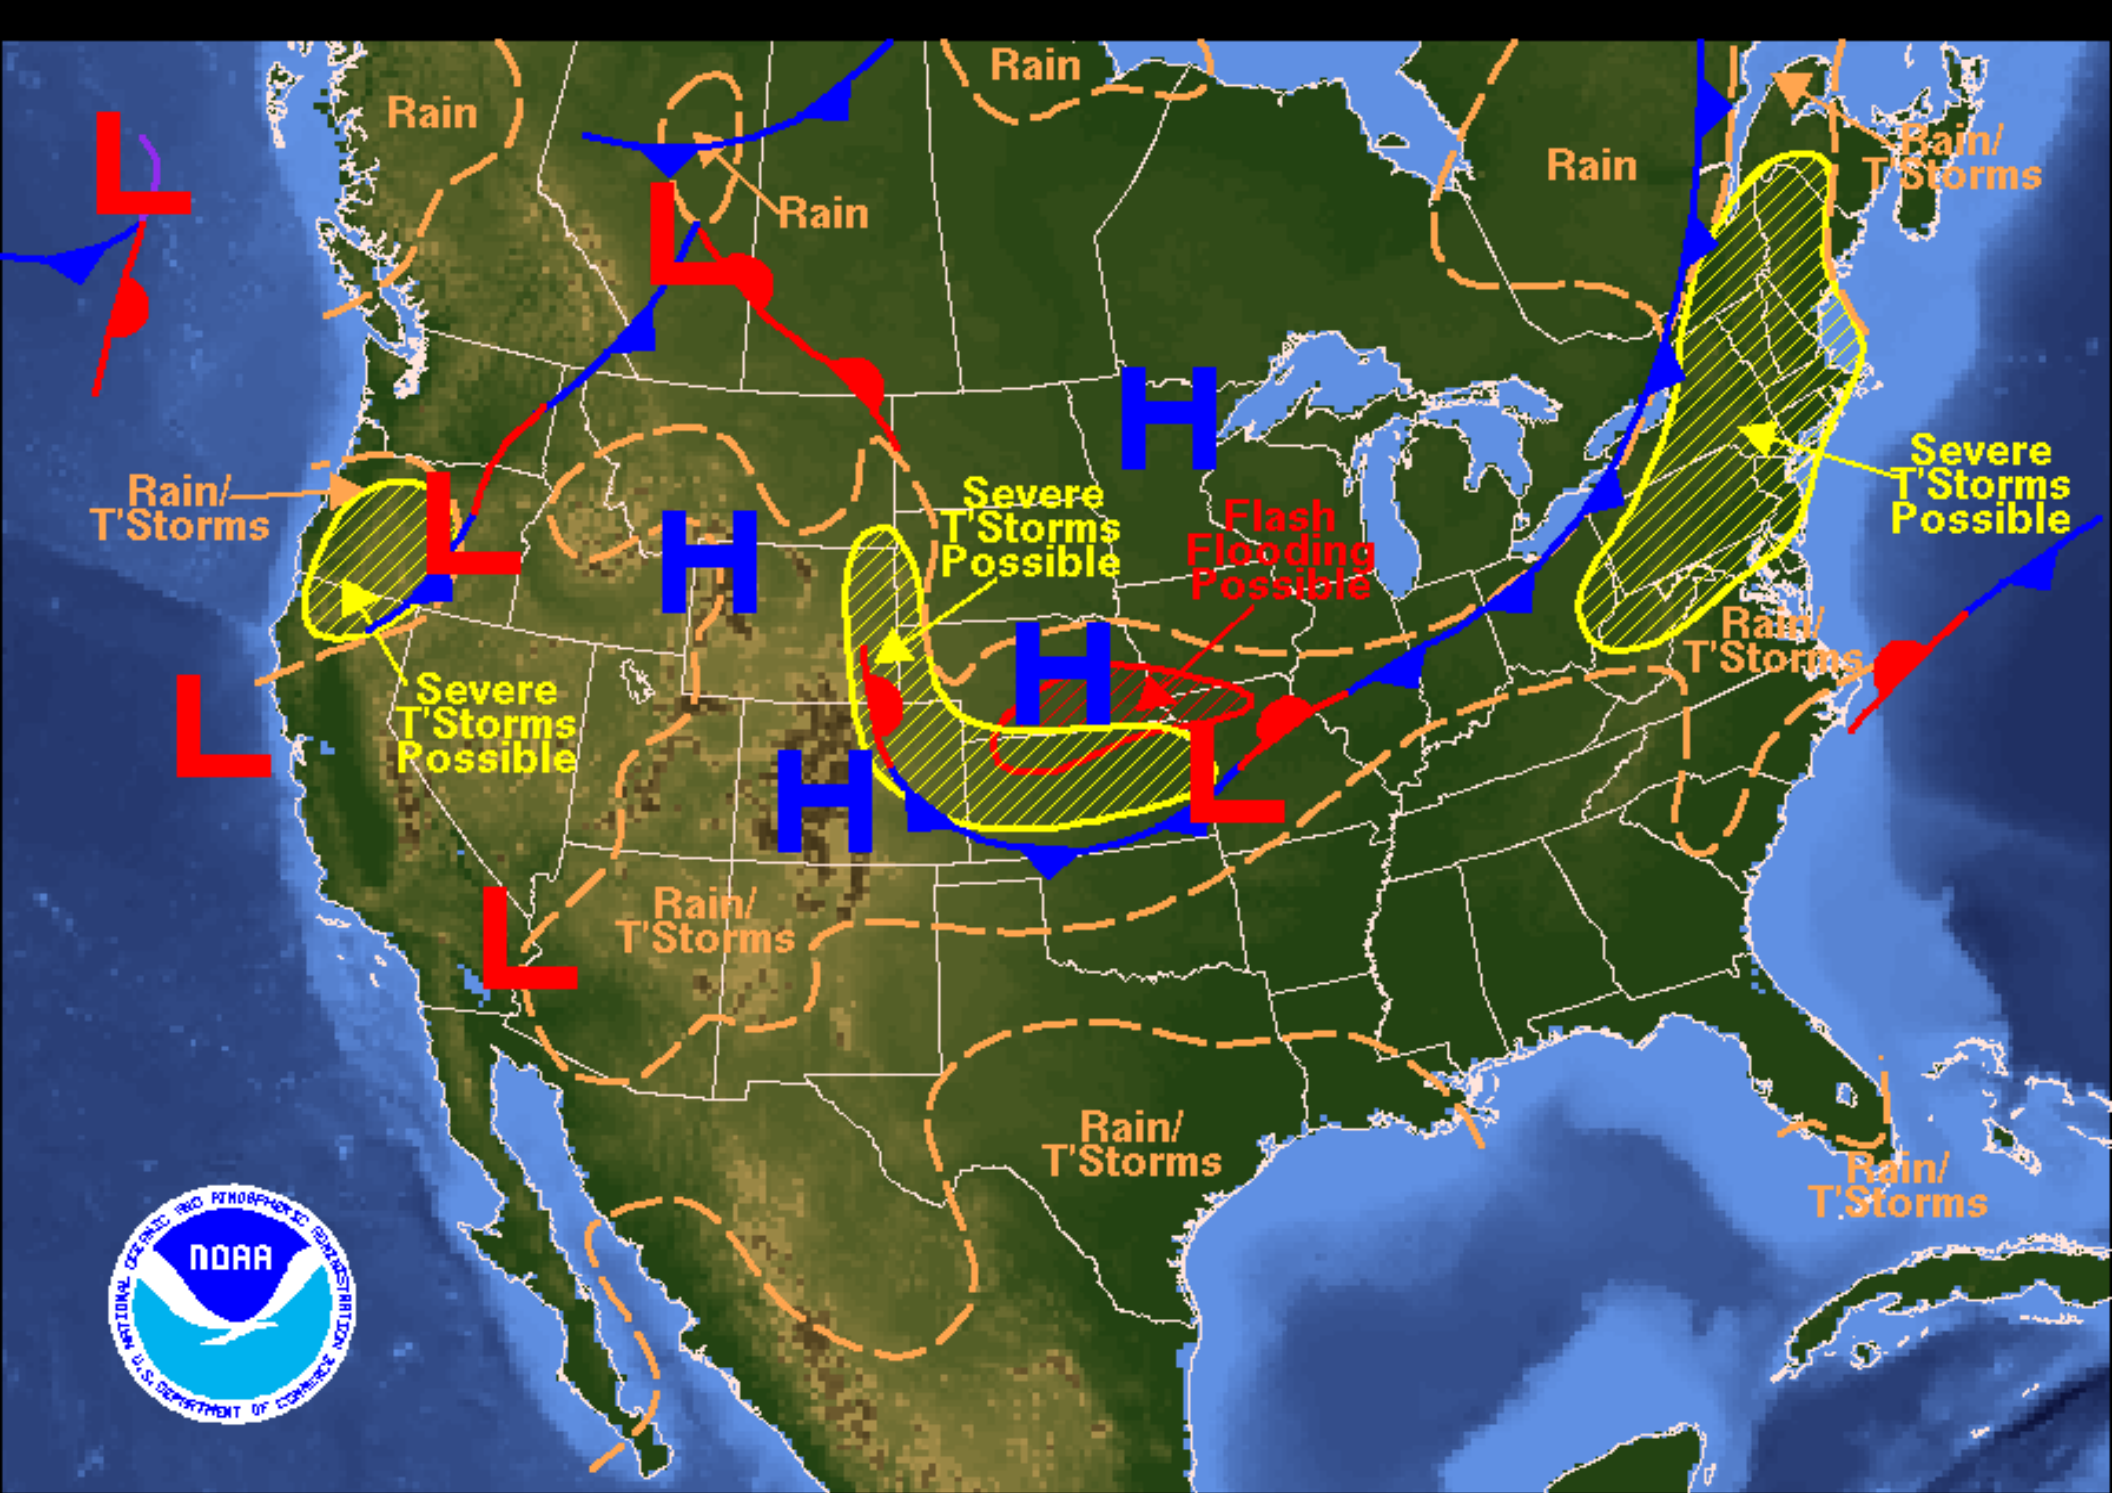 Rain
Rain
Rain
Rain/
T'Storms
Rain
L
L
H
Rain/
T'Storms
L
Severe
T'Storms
Possible
Flash
Flooding
Possible
Severe
T'Storms
Possible
H
H
Rain/
T'Storms
L
Severe
T'Storms
Possible
H
L
L
Rain/
T'Storms
Rain/
T'Storms
Rain/
T'Storms
NATIONAL OCEANIC AND ATMOSPHERIC ADMINISTRATION
NOAA
U.S. DEPARTMENT OF COMMERCE